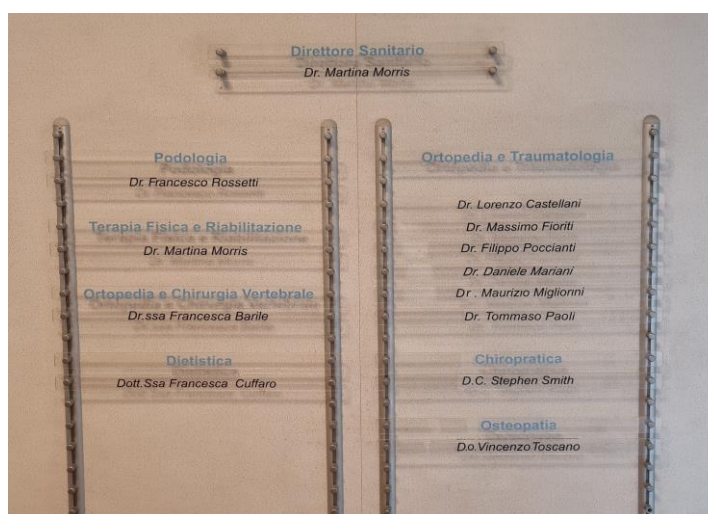 Direttore Sanitario
Dr. Martina Morris
Podologia
Dr. Francesco Rossetti
Terapia Fisica e Riabilitazione
Dr. Martina Morris
Ortopedia e Chirurgia Vertebrale
Dr.ssa Francesca Barile
Dietistica
Dott.Ssa Francesca Cuffaro
Ortopedia e Traumatologia
Dr. Lorenzo Castellani
Dr. Massimo Fioriti
Dr. Filippo Poccianti
Dr. Daniele Mariani
Dr . Maurizio Migliorini
Dr. Tommaso Paoli
Chiropratica
D.C. Stephen Smith
Osteopatia
D.o.Vincenzo Toscano